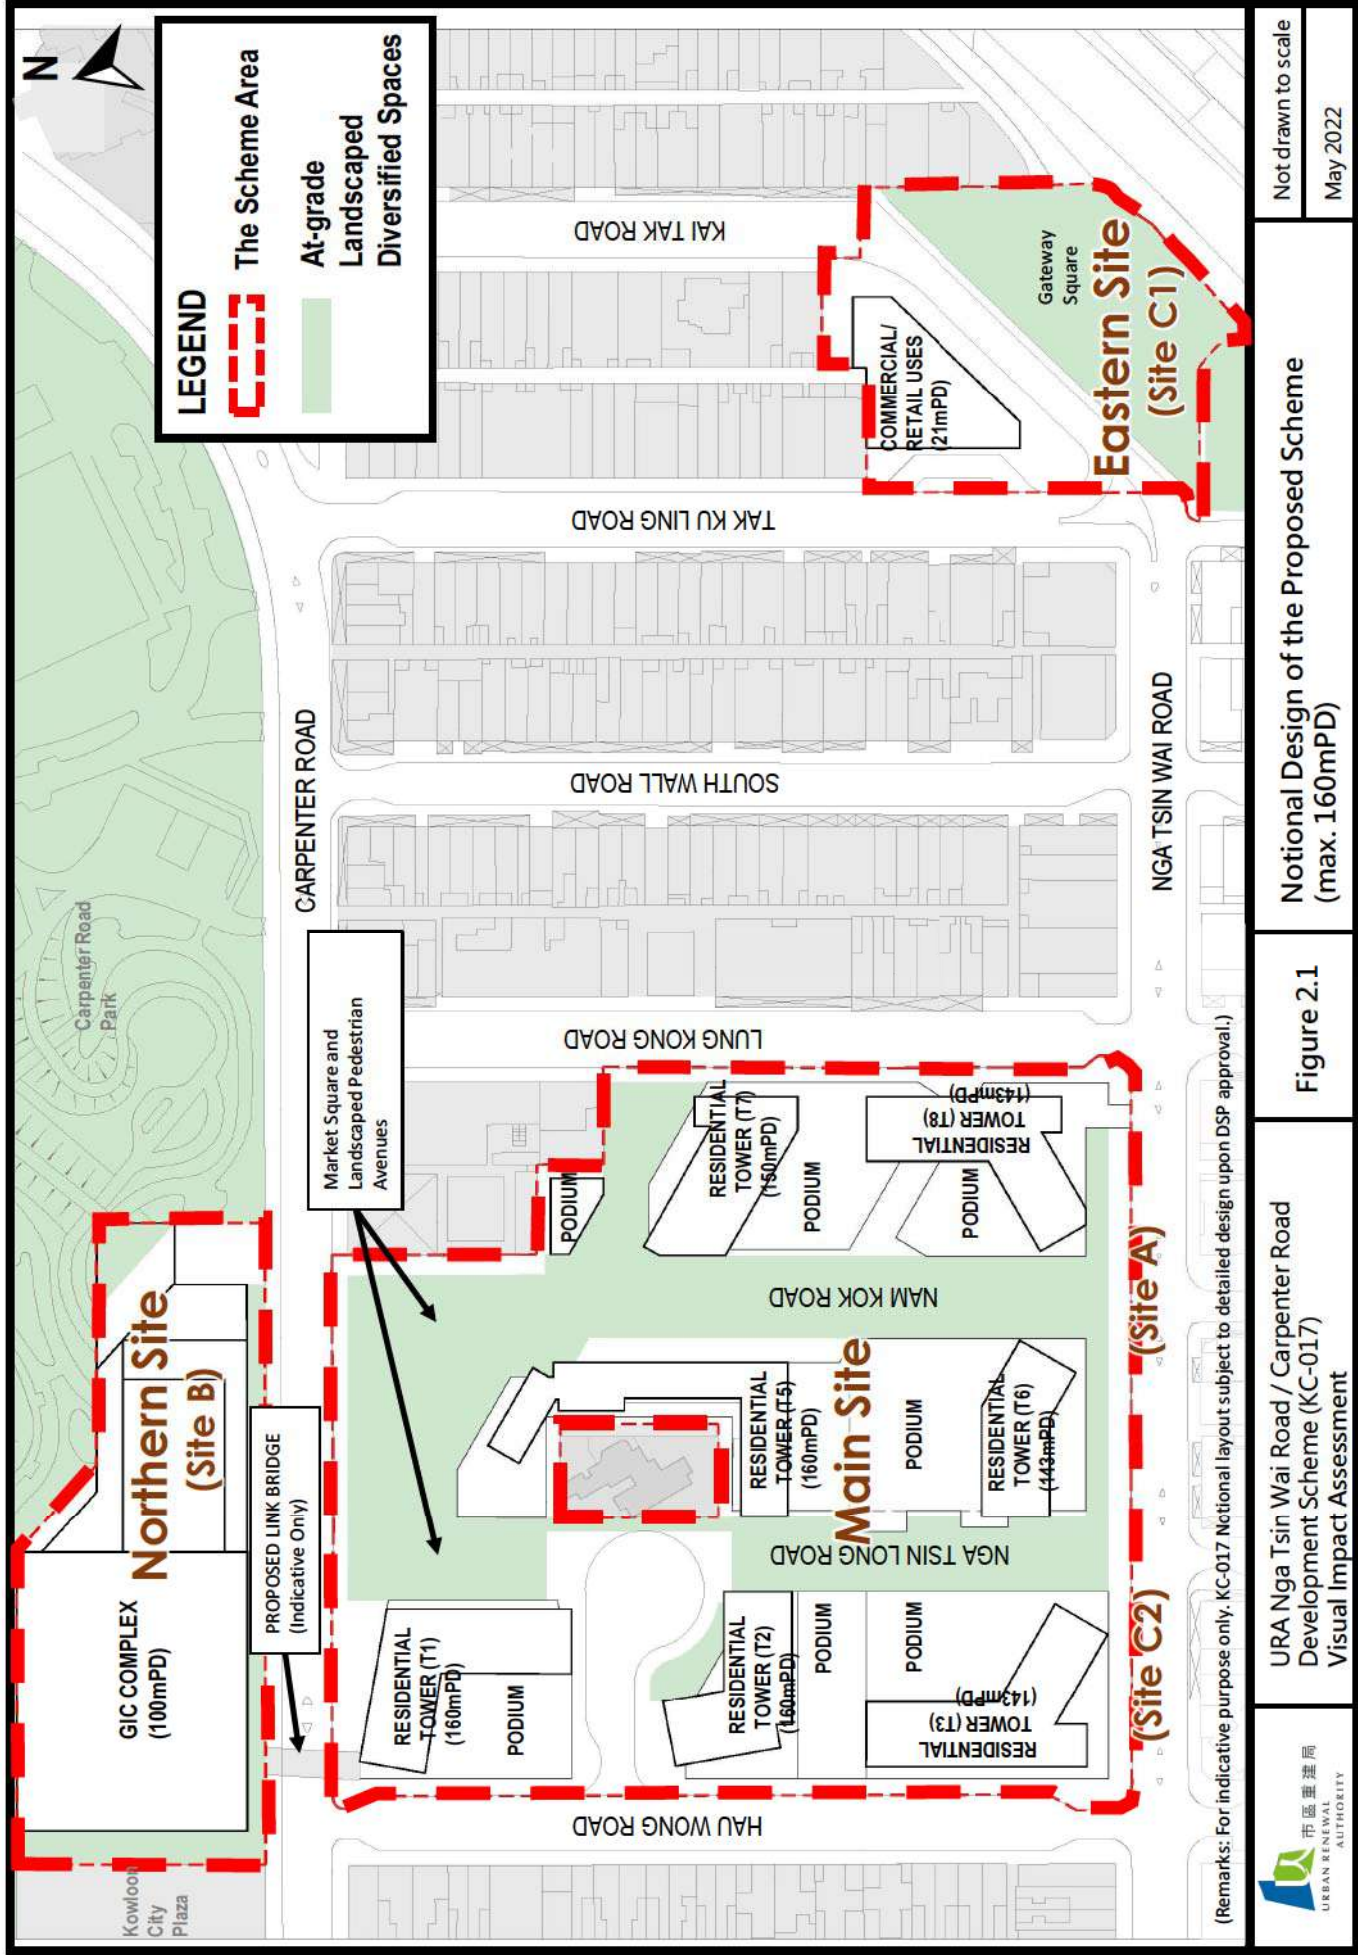 N
LEGEND
The Scheme Area
At-grade
Landscaped
Diversified Spaces
Carpenter Road
Park
Kowloon
City
Plaza
Northern Site
(Site B)
GIC COMPLEX
(100mPD)
PROPOSED LINK BRIDGE
(Indicative Only)
Market Square and
Landscaped Pedestrian
Avenues
CARPENTER ROAD
HAU WONG ROAD
NGA TSIN LONG ROAD
NAM KOK ROAD
LUNG KONG ROAD
SOUTH WALL ROAD
TAK KU LING ROAD
KAI TAK ROAD
NGA TSIN WAI ROAD
RESIDENTIAL
TOWER (T1)
(160mPD)
PODIUM
RESIDENTIAL
TOWER (T2)
(160mPD)
PODIUM
PODIUM
RESIDENTIAL
TOWER (T3)
(143mPD)
RESIDENTIAL
TOWER (T5)
(160mPD)
Main Site
PODIUM
RESIDENTIAL
TOWER (T6)
(143mPD)
PODIUM
RESIDENTIAL
TOWER (T7)
(150mPD)
PODIUM
PODIUM
RESIDENTIAL
TOWER (T8)
(143mPD)
(Site C2)
(Site A)
COMMERCIAL/
RETAIL USES
(21mPD)
Gateway
Square
Eastern Site
(Site C1)
(Remarks: For indicative purpose only. KC-017 Notional layout subject to detailed design upon DSP approval.)
市區重建局
URBAN RENEWAL
AUTHORITY
URA Nga Tsin Wai Road / Carpenter Road
Development Scheme (KC-017)
Visual Impact Assessment
Figure 2.1
Notional Design of the Proposed Scheme
(max. 160mPD)
Not drawn to scale
May 2022